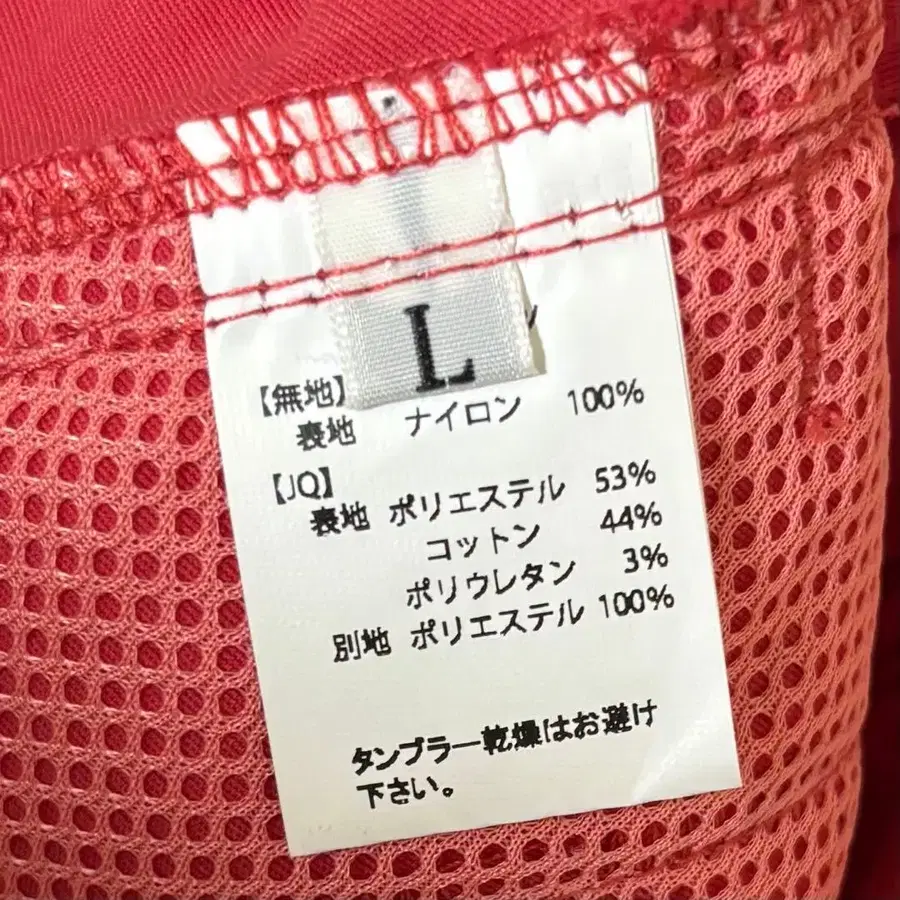 L
【無地】
表地 ナイロン 100%
【JQ】
表地 ポリエステル 53%
コットン 44%
ポリウレタン 3%
別地 ポリエステル 100%
タンブラー乾燥はお避け
下さい。